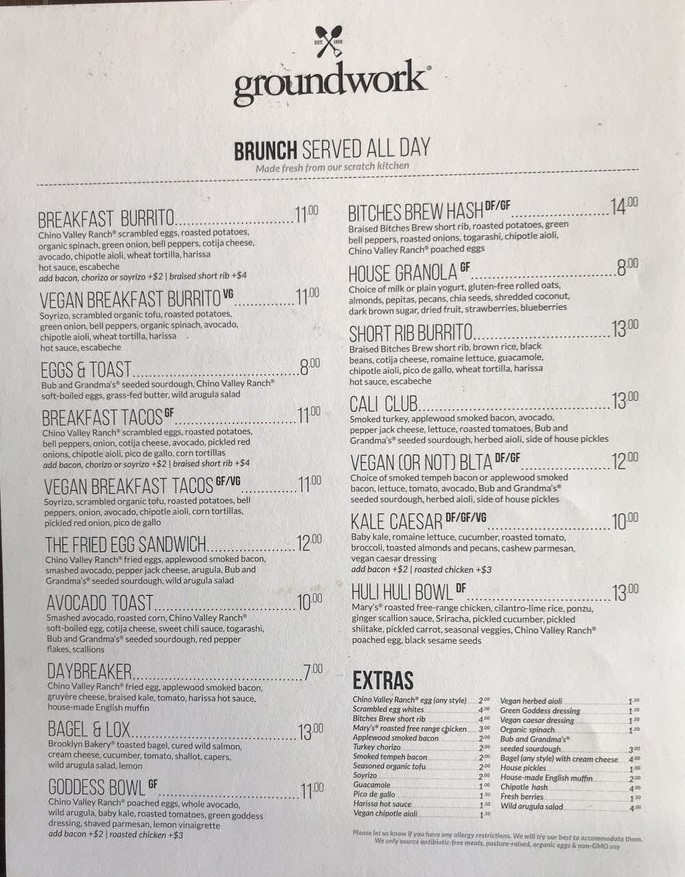 EST 1990
groundwork®
BRUNCH SERVED ALL DAY
Made fresh from our scratch kitchen
BREAKFAST BURRITO 11.00
Chino Valley Ranch® scrambled eggs, roasted potatoes,
organic spinach, green onion, bell peppers, cotija cheese,
avocado, chipotle aioli, wheat tortilla, harissa
hot sauce, escabeche
add bacon, chorizo or soyrizo +$2 | braised short rib +$4
VEGAN BREAKFAST BURRITO VG 11.00
Soyrizo, scrambled organic tofu, roasted potatoes,
green onion, bell peppers, organic spinach, avocado,
chipotle aioli, wheat tortilla, harissa
hot sauce, escabeche
EGGS & TOAST 8.00
Bub and Grandma's® seeded sourdough, Chino Valley Ranch®
soft-boiled eggs, grass-fed butter, wild arugula salad
BREAKFAST TACOS GF 11.00
Chino Valley Ranch® scrambled eggs, roasted potatoes,
bell peppers, onion, cotija cheese, avocado, pickled red
onions, chipotle aioli, pico de gallo, corn tortillas
add bacon, chorizo or soyrizo +$2 | braised short rib +$4
VEGAN BREAKFAST TACOS GF/VG 11.00
Soyrizo, scrambled organic tofu, roasted potatoes, bell
peppers, onion, avocado, chipotle aioli, corn tortillas,
pickled red onion, pico de gallo
THE FRIED EGG SANDWICH 12.00
Chino Valley Ranch® fried eggs, applewood smoked bacon,
smashed avocado, pepper jack cheese, arugula, Bub and
Grandma's® seeded sourdough, wild arugula salad
AVOCADO TOAST 10.00
Smashed avocado, roasted corn, Chino Valley Ranch®
soft-boiled egg, cotija cheese, sweet chili sauce, togarashi,
Bub and Grandma's® seeded sourdough, red pepper
flakes, scallions
DAYBREAKER 7.00
Chino Valley Ranch® fried egg, applewood smoked bacon,
gruyère cheese, braised kale, tomato, harissa hot sauce,
house-made English muffin
BAGEL & LOX 13.00
Brooklyn Bakery® toasted bagel, cured wild salmon,
cream cheese, cucumber, tomato, shallot, capers,
wild arugula salad, lemon
GODDESS BOWL GF 11.00
Chino Valley Ranch® poached eggs, whole avocado,
wild arugula, baby kale, roasted tomatoes, green goddess
dressing, shaved parmesan, lemon vinaigrette
add bacon +$2 | roasted chicken +$3
BITCHES BREW HASH DF/GF 14.00
Braised Bitches Brew short rib, roasted potatoes, green
bell peppers, roasted onions, togarashi, chipotle aioli,
Chino Valley Ranch® poached eggs
HOUSE GRANOLA GF 8.00
Choice of milk or plain yogurt, gluten-free rolled oats,
almonds, pepitas, pecans, chia seeds, shredded coconut,
dark brown sugar, dried fruit, strawberries, blueberries
SHORT RIB BURRITO 13.00
Braised Bitches Brew short rib, brown rice, black
beans, cotija cheese, romaine lettuce, guacamole,
chipotle aioli, pico de gallo, wheat tortilla, harissa
hot sauce, escabeche
CALI CLUB 13.00
Smoked turkey, applewood smoked bacon, avocado,
pepper jack cheese, lettuce, roasted tomatoes, Bub and
Grandma's® seeded sourdough, herbed aioli, side of house pickles
VEGAN (OR NOT) BLTA DF/GF 12.00
Choice of smoked tempeh bacon or applewood smoked
bacon, lettuce, tomato, avocado, Bub and Grandma's®
seeded sourdough, herbed aioli, side of house pickles
KALE CAESAR DF/GF/VG 10.00
Baby kale, romaine lettuce, cucumber, roasted tomato,
broccoli, toasted almonds and pecans, cashew parmesan,
vegan caesar dressing
add bacon +$2 | roasted chicken +$3
HULI HULI BOWL DF 13.00
Mary's® roasted free-range chicken, cilantro-lime rice, ponzu,
ginger scallion sauce, Sriracha, pickled cucumber, pickled
shiitake, pickled carrot, seasonal veggies, Chino Valley Ranch®
poached egg, black sesame seeds
EXTRAS
Chino Valley Ranch® egg (any style) 2.00
Scrambled egg whites 4.00
Bitches Brew short rib 4.00
Mary's® roasted free range chicken 3.00
Applewood smoked bacon 2.00
Turkey chorizo 2.00
Smoked tempeh bacon 2.00
Seasoned organic tofu 2.00
Soyrizo 2.00
Guacamole 1.00
Pico de gallo 1.50
Harissa hot sauce 1.50
Vegan chipotle aioli 1.50
Vegan herbed aioli 1.50
Green Goddess dressing 1.50
Vegan caesar dressing 1.50
Organic spinach 1.50
Bub and Grandma's®
seeded sourdough 3.00
Bagel (any style) with cream cheese 4.00
House pickles 1.00
House-made English muffin 2.00
Chipotle hash 4.00
Fresh berries 1.50
Wild arugula salad 4.00
Please let us know if you have any allergy restrictions. We will try our best to accommodate them.
We only source antibiotic-free meats, pasture-raised, organic eggs & non-GMO soy